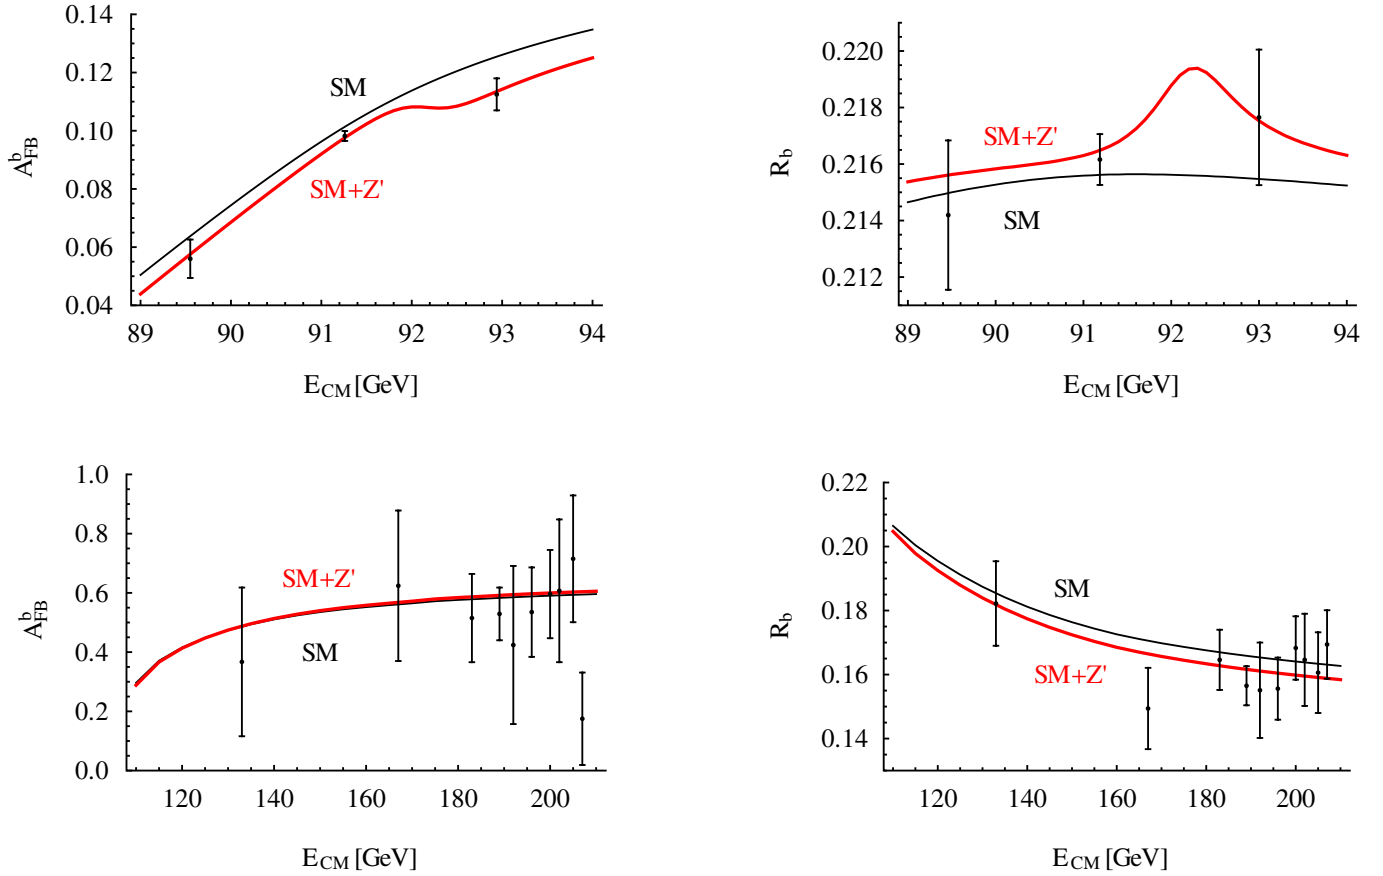 0.14
0.12
0.10
0.08
0.06
0.04
A^b_FB
SM
SM+Z'
89 90 91 92 93 94
E_CM [GeV]
0.220
0.218
0.216
0.214
0.212
R_b
SM+Z'
SM
89 90 91 92 93 94
E_CM [GeV]
1.0
0.8
0.6
0.4
0.2
0.0
A^b_FB
SM+Z'
SM
120 140 160 180 200
E_CM [GeV]
0.22
0.20
0.18
0.16
0.14
R_b
SM
SM+Z'
120 140 160 180 200
E_CM [GeV]